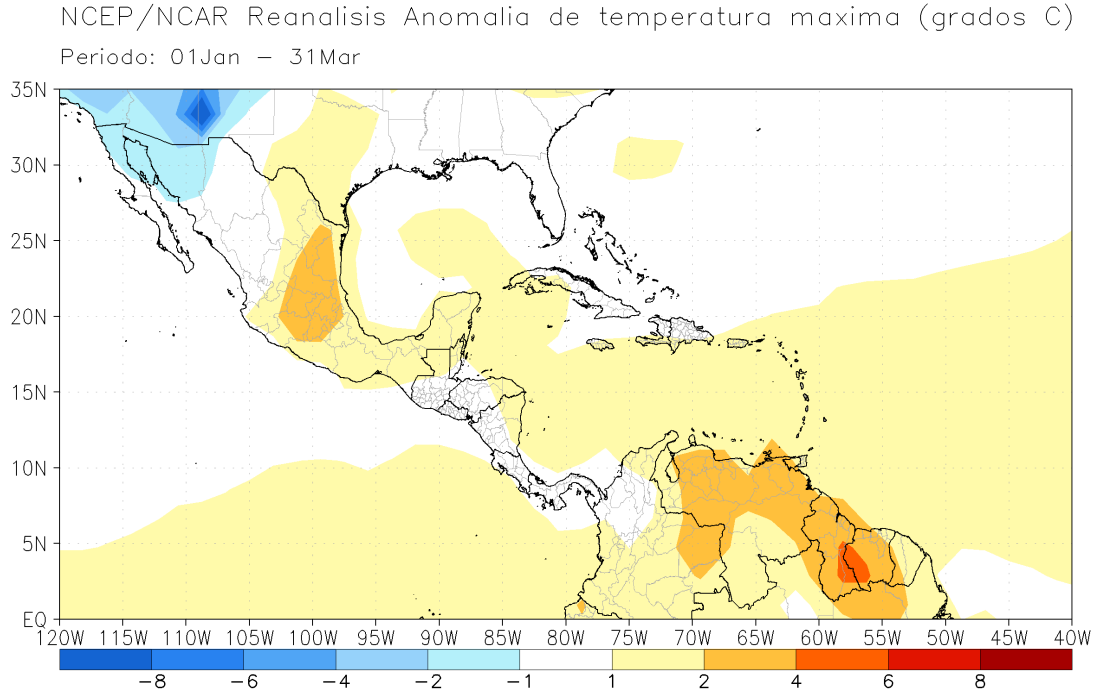 NCEP/NCAR Reanalisis Anomalia de temperatura maxima (grados C)
Periodo: 01Jan – 31Mar
35N
30N
25N
20N
15N
10N
5N
EQ
120W 115W 110W 105W 100W 95W 90W 85W 80W 75W 70W 65W 60W 55W 50W 45W 40W
-8 -6 -4 -2 -1 1 2 4 6 8